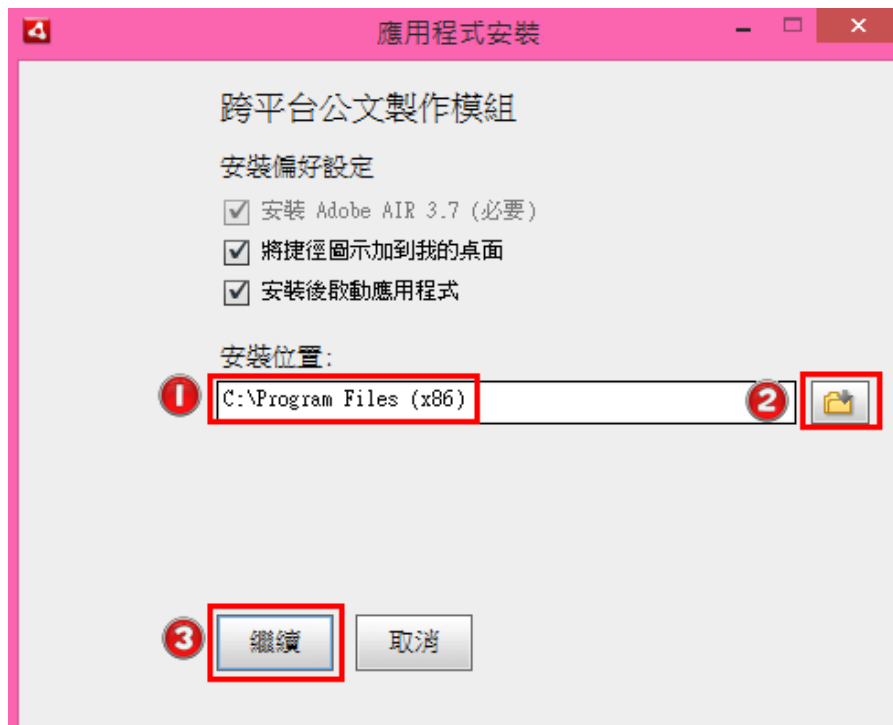 應用程式安裝
跨平台公文製作模組
安裝偏好設定
安裝 Adobe AIR 3.7 (必要)
將捷徑圖示加到我的桌面
安裝後啟動應用程式
安裝位置:
1 C:\Program Files (x86) 2
3 繼續 取消